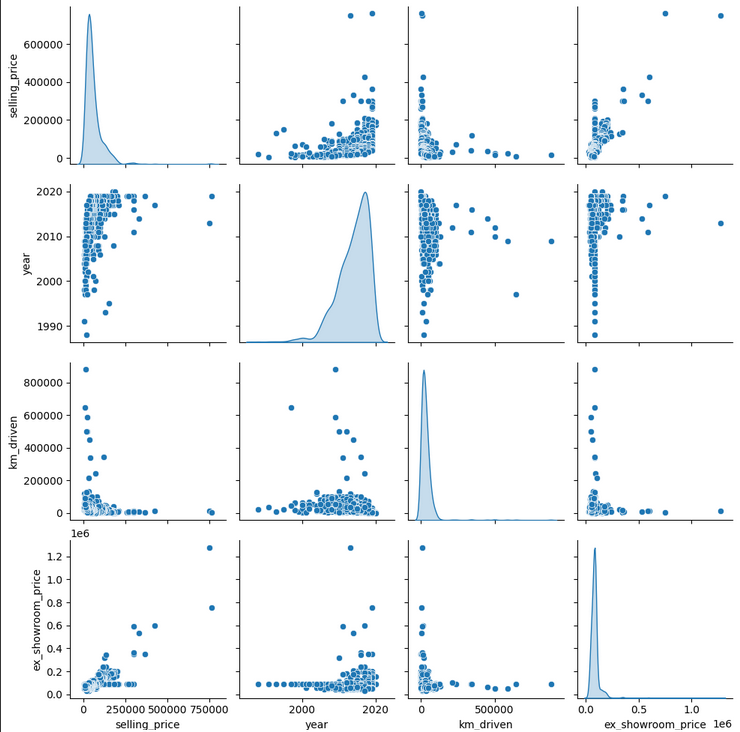 selling_price
600000
400000
200000
0
year
2020
2010
2000
1990
km_driven
800000
600000
400000
200000
0
1e6
ex_showroom_price
1.2
1.0
0.8
0.6
0.4
0.2
0.0
0 250000 500000 750000
2000 2020
0 500000
0.0 0.5 1.0
selling_price year km_driven ex_showroom_price 1e6